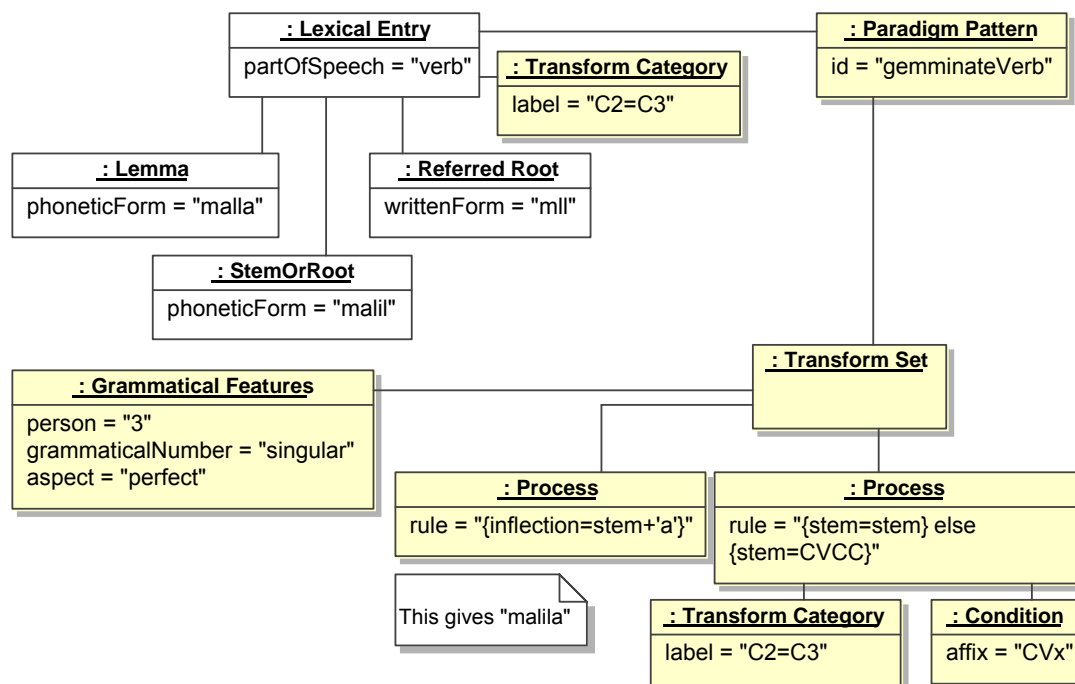 : Lexical Entry
partOfSpeech = "verb"
: Paradigm Pattern
id = "gemminateVerb"
: Transform Category
label = "C2=C3"
: Lemma
phoneticForm = "malla"
: Referred Root
writtenForm = "mll"
: StemOrRoot
phoneticForm = "malil"
: Transform Set
: Grammatical Features
person = "3"
grammaticalNumber = "singular"
aspect = "perfect"
: Process
rule = "{inflection=stem+'a'}"
: Process
rule = "{stem=stem} else
{stem=CVCC}"
This gives "malila"
: Transform Category
label = "C2=C3"
: Condition
affix = "CVx"